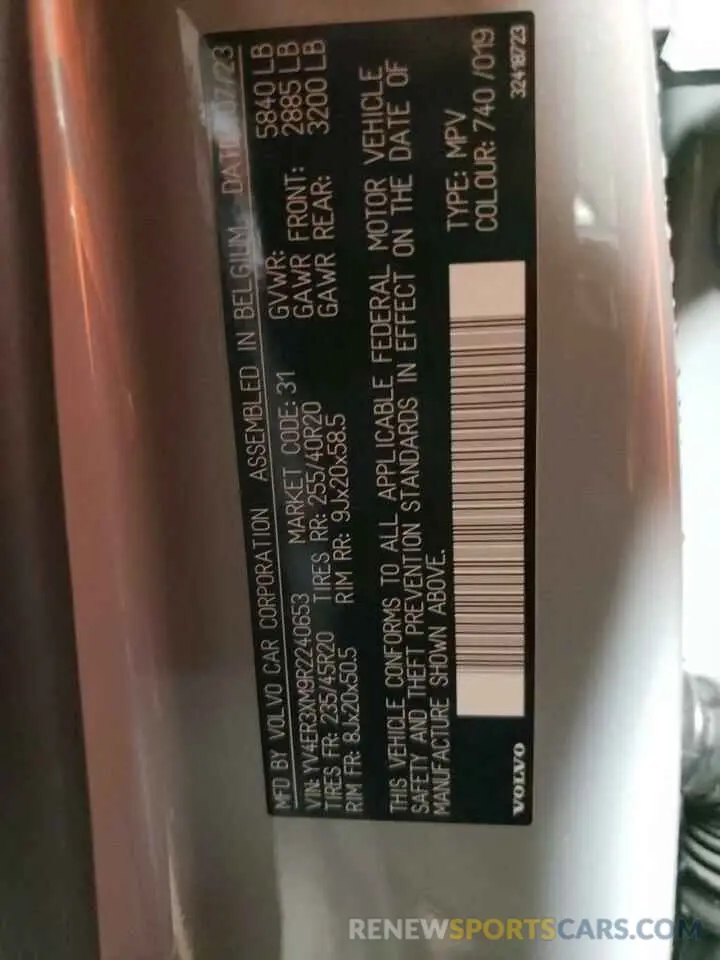 MFD BY VOLVO CAR CORPORATION ASSEMBLED IN BELGIUM DATE: 07/23
VIN: YV4ER3XM9R2240653 MARKET CODE: 31 GVWR: 5840 LB
TIRES FR: 235/45R20 TIRES RR: 255/40R20 GAWR FRONT: 2885 LB
RIM FR: 8Jx20x50.5 RIM RR: 9Jx20x58.5 GAWR REAR: 3200 LB
THIS VEHICLE CONFORMS TO ALL APPLICABLE FEDERAL MOTOR VEHICLE
SAFETY AND THEFT PREVENTION STANDARDS IN EFFECT ON THE DATE OF
MANUFACTURE SHOWN ABOVE.
TYPE: MPV
COLOUR: 740 /019
VOLVO 32418723
RENEWSPORTSCARS.COM